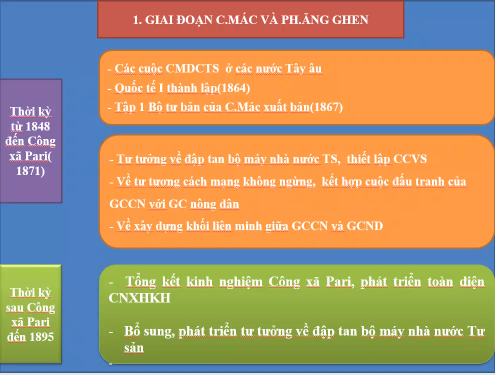 1. GIAI ĐOẠN C.MÁC VÀ PH.ĂNG GHEN
Thời kỳ
từ 1848
đến Công
xã Pari(
1871)
- Các cuộc CMDCTS ở các nước Tây âu
- Quốc tế I thành lập(1864)
- Tập 1 Bộ tư bản của C.Mác xuất bản(1867)
- Tư tưởng về đập tan bộ máy nhà nước TS, thiết lập CCVS
- Về tư tương cách mạng không ngừng, kết hợp cuộc đấu tranh của
GCCN với GC nông dân
- Về xây dựng khối liên minh giữa GCCN và GCND
Thời kỳ
sau Công
xã Pari
đến 1895
- Tổng kết kinh nghiệm Công xã Pari, phát triển toàn diện
CNXHKH
- Bổ sung, phát triển tư tưởng về đập tan bộ máy nhà nước Tư
sản